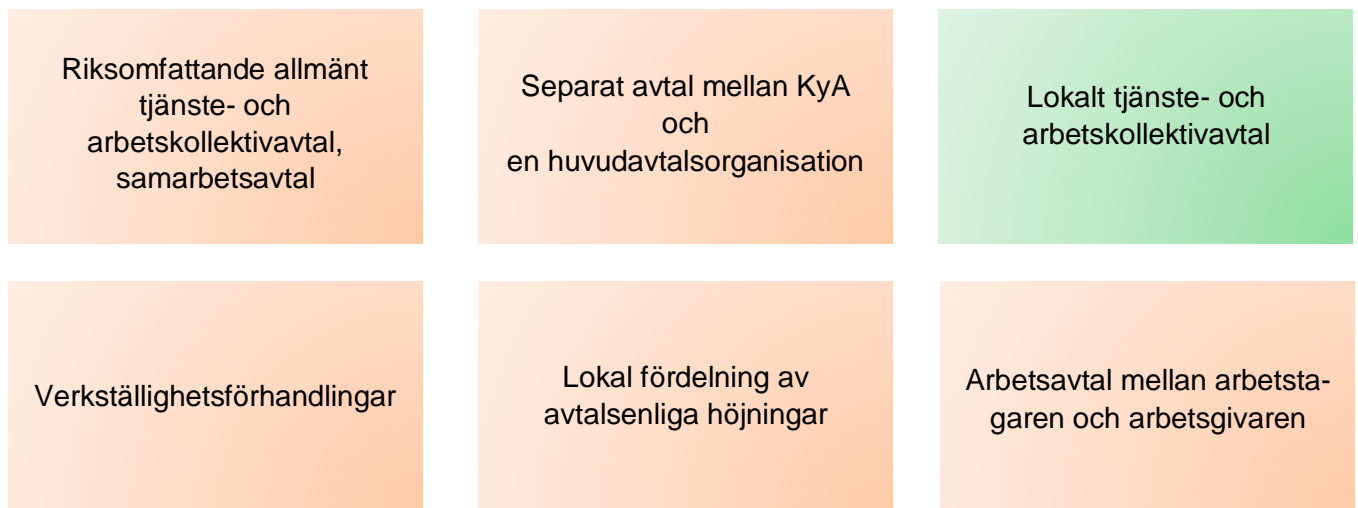 Riksomfattande allmänt
tjänste- och
arbetskollektivavtal,
samarbetsavtal
Separat avtal mellan KyA
och
en huvudavtalsorganisation
Lokalt tjänste- och
arbetskollektivavtal
Verkställighetsförhandlingar
Lokal fördelning av
avtalsenliga höjningar
Arbetsavtal mellan arbetsta-
garen och arbetsgivaren